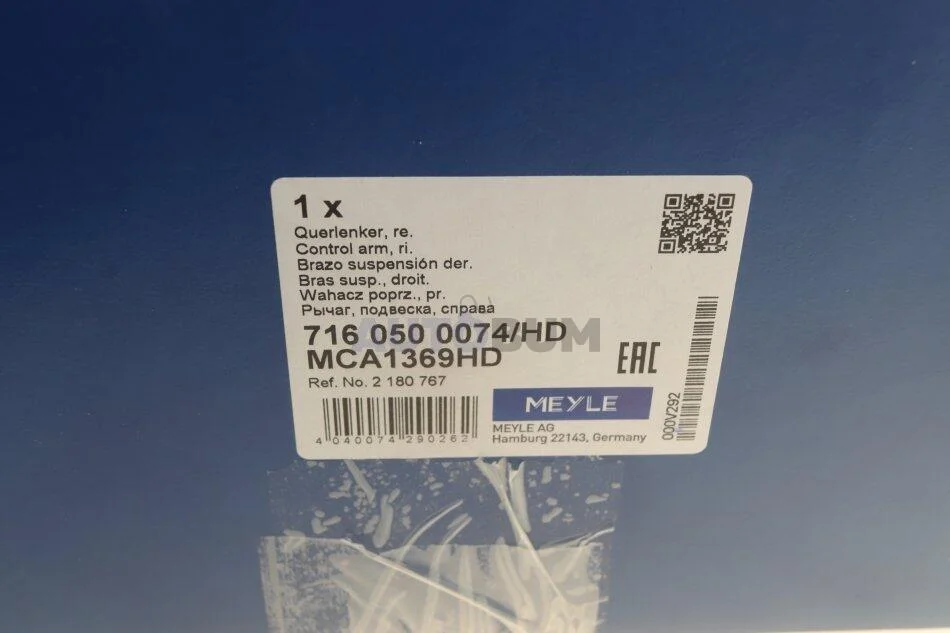 1 x
Querlenker, re.
Control arm, ri.
Brazo suspensión der.
Bras susp., droit.
Wahacz poprz., pr.
Рычаг, подвеска, справа
AUTOBUM
716 050 0074/HD
MCA1369HD
EAC
Ref. No. 2 180 767
MEYLE
MEYLE AG
Hamburg 22143, Germany
4 040074 290262
000V292